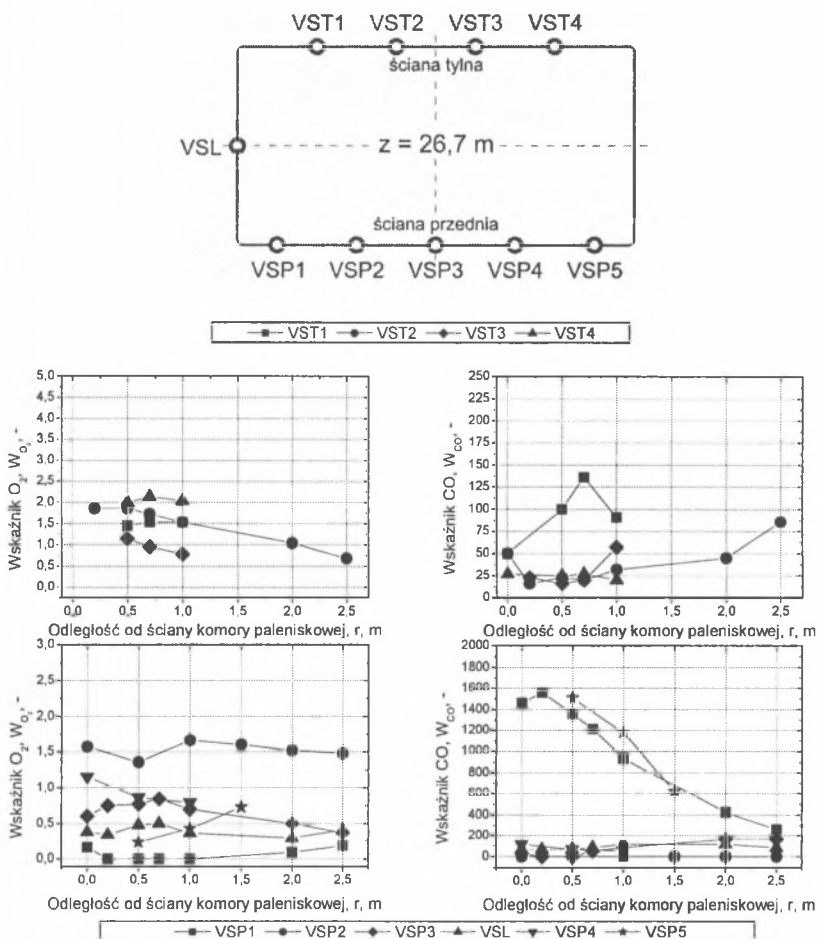 VST1 VST2 VST3 VST4
ściana tylna
VSL
z = 26,7 m
ściana przednia
VSP1 VSP2 VSP3 VSP4 VSP5
VST1 VST2 VST3 VST4
Wskaźnik O₂, W_O₂, -
5,0
4,5
4,0
3,5
3,0
2,5
2,0
1,5
1,0
0,5
0,0
0,0 0,5 1,0 1,5 2,0 2,5
Odległość od ściany komory paleniskowej, r, m
Wskaźnik CO, W_CO, -
250
225
200
175
150
125
100
75
50
25
0
0,0 0,5 1,0 1,5 2,0 2,5
Odległość od ściany komory paleniskowej, r, m
Wskaźnik O₂, W_O₂, -
3,0
2,5
2,0
1,5
1,0
0,5
0,0
0,0 0,5 1,0 1,5 2,0 2,5
Odległość od ściany komory paleniskowej, r, m
Wskaźnik CO, W_CO, -
2000
1800
1600
1400
1200
1000
800
600
400
200
0
0,0 0,5 1,0 1,5 2,0 2,5
Odległość od ściany komory paleniskowej, r, m
VSP1 VSP2 VSP3 VSL VSP4 VSP5